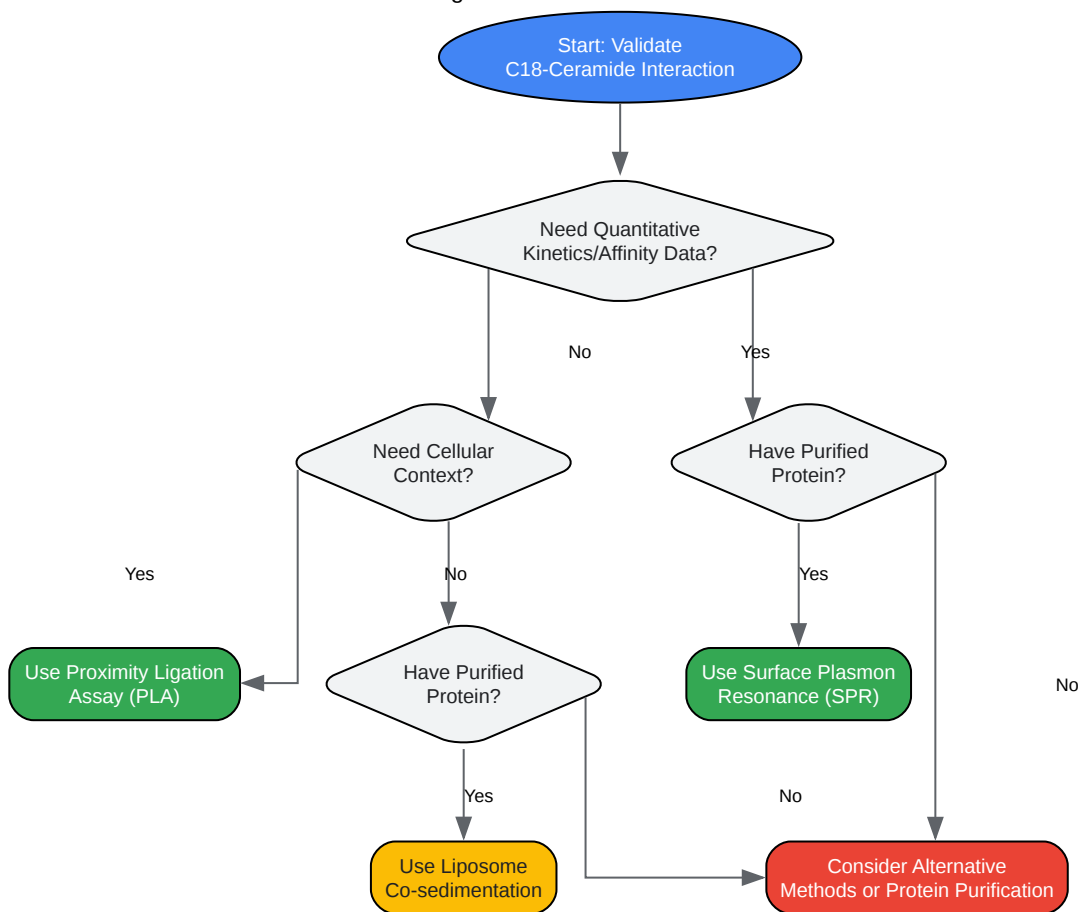 Start: Validate
C18-Ceramide Interaction
Need Quantitative
Kinetics/Affinity Data?
No
Yes
Need Cellular
Context?
Have Purified
Protein?
Yes
No
Yes
Use Proximity Ligation
Assay (PLA)
Have Purified
Protein?
Use Surface Plasmon
Resonance (SPR)
No
Yes
No
Use Liposome
Co-sedimentation
Consider Alternative
Methods or Protein Purification